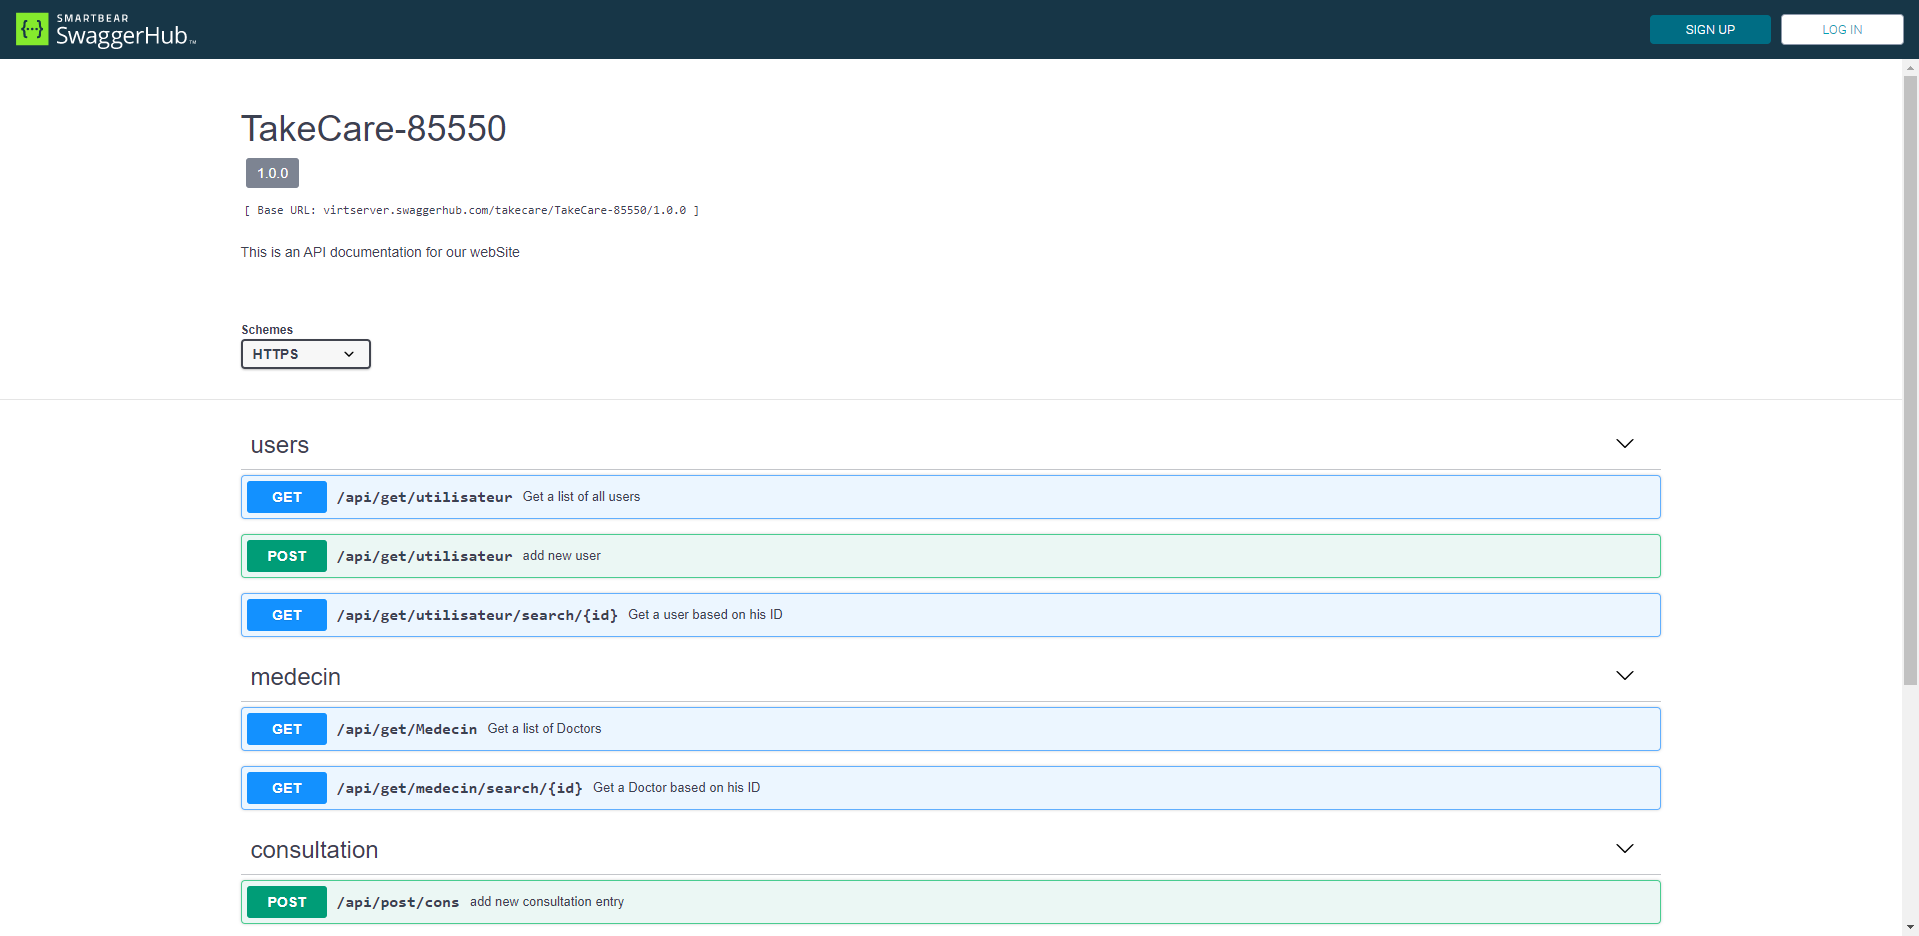 SMARTBEAR
SwaggerHub™
SIGN UP
LOG IN
TakeCare-85550
1.0.0
[ Base URL: virtserver.swaggerhub.com/takecare/TakeCare-85550/1.0.0 ]
This is an API documentation for our webSite
Schemes
HTTPS
users
GET /api/get/utilisateur Get a list of all users
POST /api/get/utilisateur add new user
GET /api/get/utilisateur/search/{id} Get a user based on his ID
medecin
GET /api/get/Medecin Get a list of Doctors
GET /api/get/medecin/search/{id} Get a Doctor based on his ID
consultation
POST /api/post/cons add new consultation entry